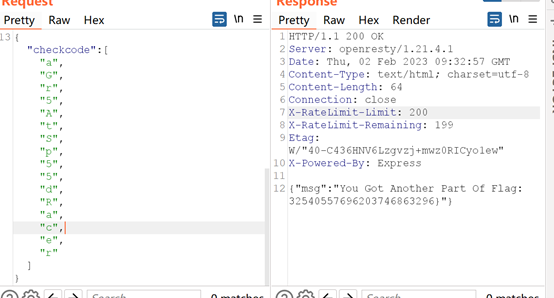 Request
Pretty Raw Hex
\n
13 {
"checkcode":[
"a",
"G",
"r",
"5",
"A",
"t",
"S",
"p",
"5",
"5",
"d",
"R",
"a",
"c",
"e",
"r"
]
}
Search
0 matches
Response
Pretty Raw Hex Render
\n
1 HTTP/1.1 200 OK
2 Server: openresty/1.21.4.1
3 Date: Thu, 02 Feb 2023 09:32:57 GMT
4 Content-Type: text/html; charset=utf-8
5 Content-Length: 64
6 Connection: close
7 X-RateLimit-Limit: 200
8 X-RateLimit-Remaining: 199
9 Etag:
W/"40-C436HNV6Lzgvzj+mwz0RICyo1ew"
10 X-Powered-By: Express
11
12 {"msg":"You Got Another Part Of Flag:
32540557696203746863296}"}
Search
0 matches